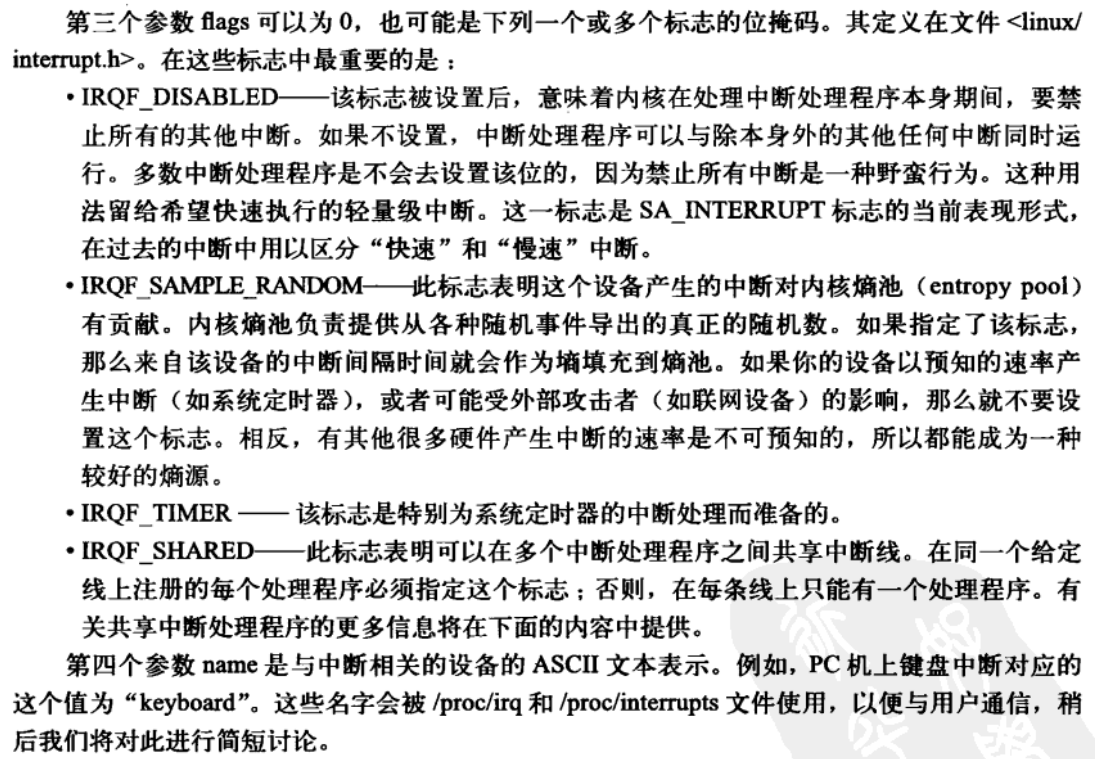 第三个参数 flags 可以为 0，也可能是下列一个或多个标志的位掩码。其定义在文件 <linux/
interrupt.h>。在这些标志中最重要的是：
• IRQF_DISABLED——该标志被设置后，意味着内核在处理中断处理程序本身期间，要禁
止所有的其他中断。如果不设置，中断处理程序可以与除本身外的其他任何中断同时运
行。多数中断处理程序是不会去设置该位的，因为禁止所有中断是一种野蛮行为。这种用
法留给希望快速执行的轻量级中断。这一标志是 SA_INTERRUPT 标志的当前表现形式，
在过去的中断中用以区分“快速”和“慢速”中断。
• IRQF_SAMPLE_RANDOM——此标志表明这个设备产生的中断对内核熵池（entropy pool）
有贡献。内核熵池负责提供从各种随机事件导出的真正的随机数。如果指定了该标志，
那么来自该设备的中断间隔时间就会作为熵填充到熵池。如果你的设备以预知的速率产
生中断（如系统定时器），或者可能受外部攻击者（如联网设备）的影响，那么就不要设
置这个标志。相反，有其他很多硬件产生中断的速率是不可预知的，所以都能成为一种
较好的熵源。
• IRQF_TIMER —— 该标志是特别为系统定时器的中断处理而准备的。
• IRQF_SHARED——此标志表明可以在多个中断处理程序之间共享中断线。在同一个给定
线上注册的每个处理程序必须指定这个标志；否则，在每条线上只能有一个处理程序。有
关共享中断处理程序的更多信息将在下面的内容中提供。
第四个参数 name 是与中断相关的设备的 ASCII 文本表示。例如，PC 机上键盘中断对应的
这个值为“keyboard”。这些名字会被 /proc/irq 和 /proc/interrupts 文件使用，以便与用户通信，稍
后我们将对此进行简短讨论。